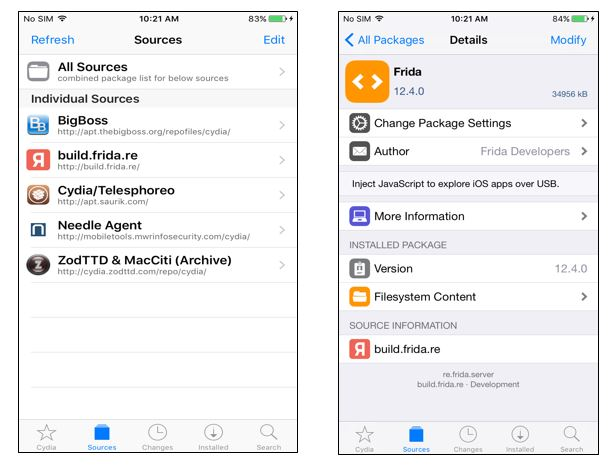 No SIM 10:21 AM 83%
Refresh Sources Edit
All Sources
combined package list for below sources
Individual Sources
BB
BigBoss
http://apt.thebigboss.org/repofiles/cydia/
Я
build.frida.re
http://build.frida.re/
Cydia/Telesphoreo
http://apt.saurik.com/
n
Needle Agent
http://mobiletools.mwrinfosecurity.com/cydia/
Z
ZodTTD & MacCiti (Archive)
http://cydia.zodttd.com/repo/cydia/
Cydia Sources Changes Installed Search
No SIM 10:21 AM 84%
All Packages Details Modify
Frida
12.4.0 34956 kB
Change Package Settings
Author Frida Developers
Inject JavaScript to explore iOS apps over USB.
More Information
INSTALLED PACKAGE
Version 12.4.0
Filesystem Content
SOURCE INFORMATION
Я build.frida.re
re.frida.server
build.frida.re · Development
Cydia Sources Changes Installed Search